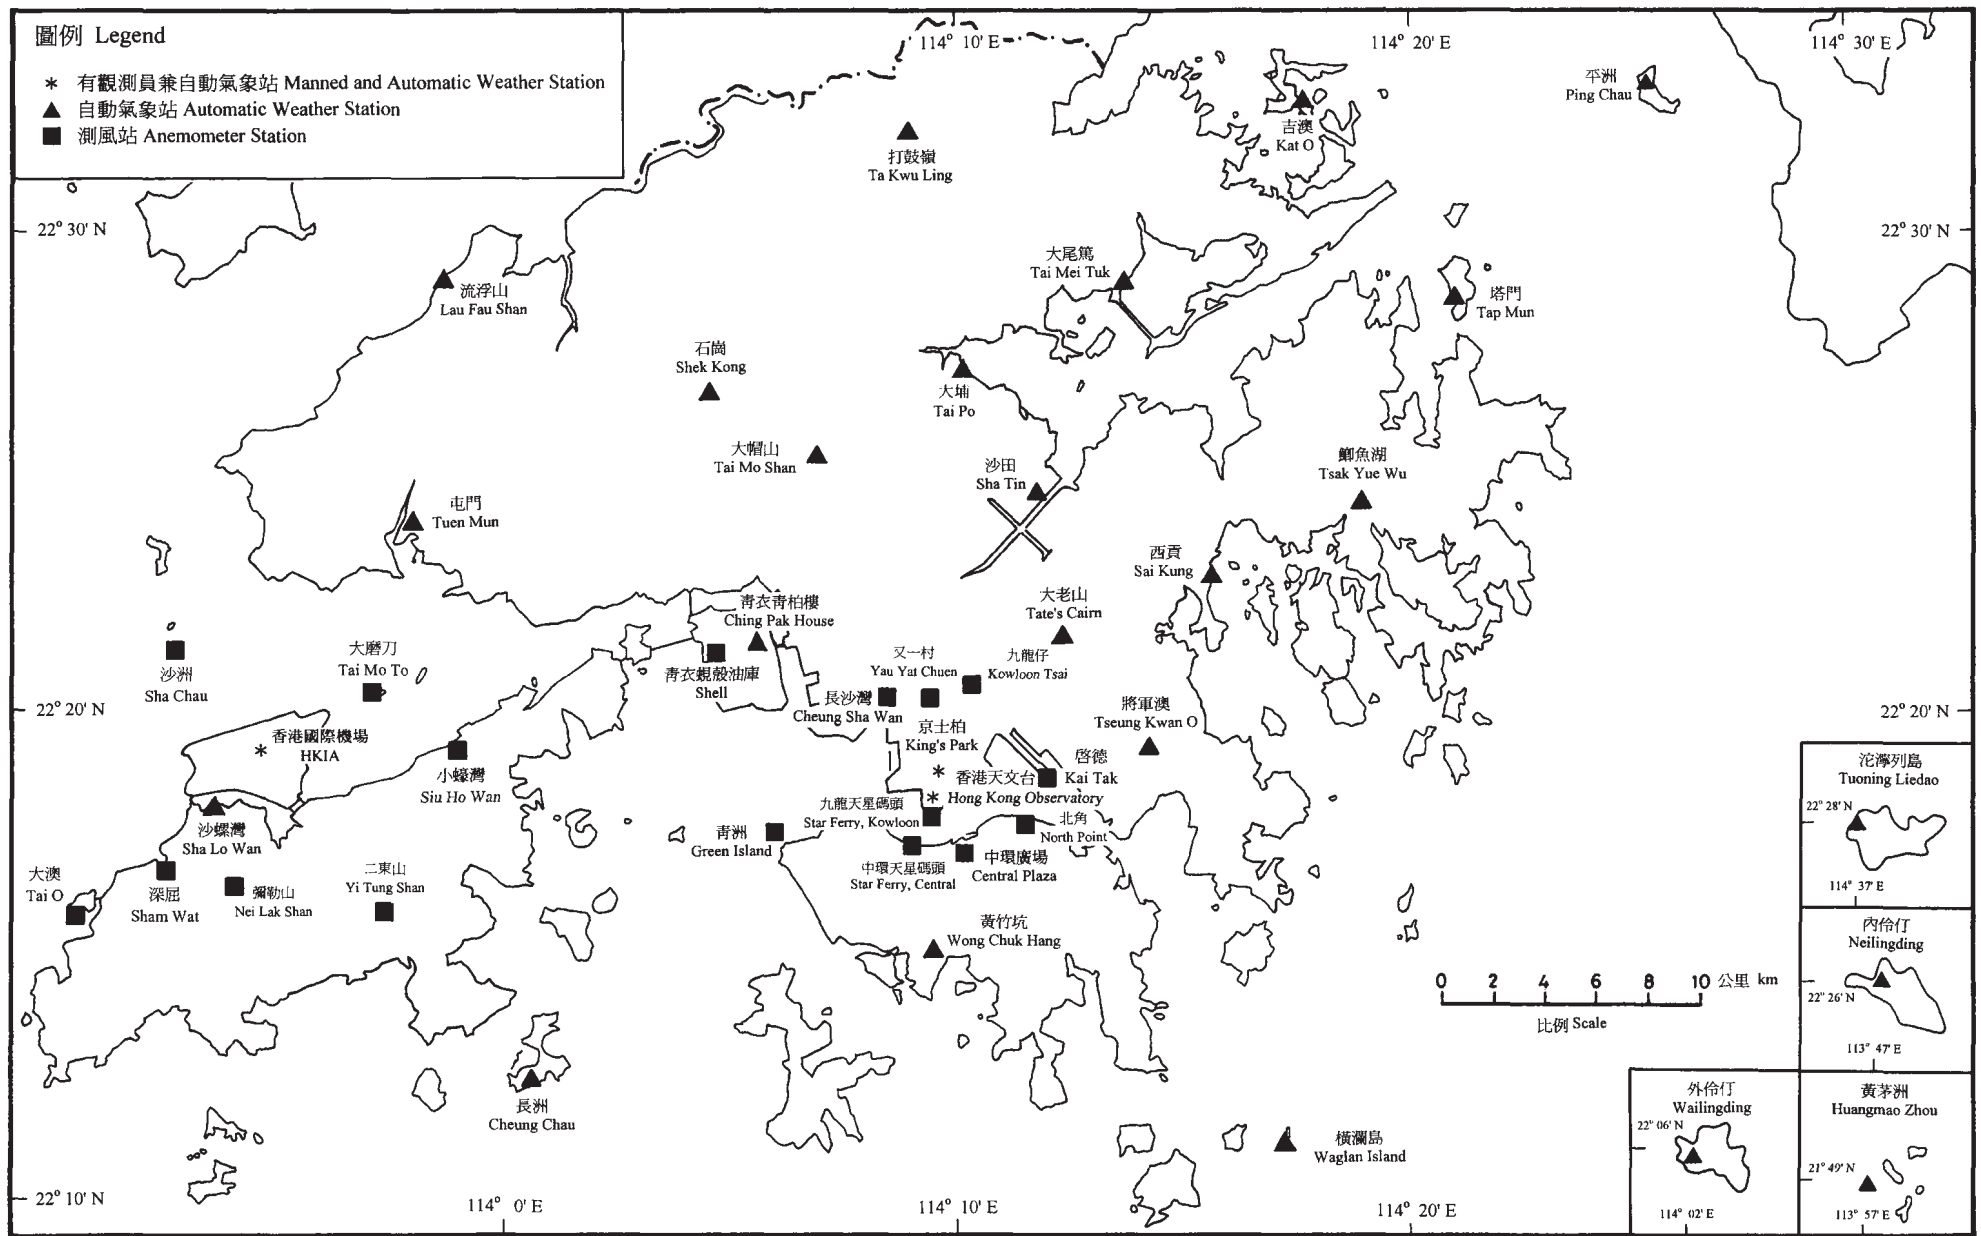 圖例 Legend
有觀測員兼自動氣象站 Manned and Automatic Weather Station
自動氣象站 Automatic Weather Station
測風站 Anemometer Station
114° 10' E
114° 20' E
114° 30' E
平洲
Ping Chau
吉澳
Kat O
打鼓嶺
Ta Kwu Ling
22° 30' N
22° 30' N
大尾篤
Tai Mei Tuk
流浮山
Lau Fau Shan
塔門
Tap Mun
石崗
Shek Kong
大埔
Tai Po
大帽山
Tai Mo Shan
沙田
Sha Tin
鰂魚湖
Tsak Yue Wu
屯門
Tuen Mun
西貢
Sai Kung
青衣青柏樓
Ching Pak House
大老山
Tate's Cairn
大磨刀
Tai Mo To
沙洲
Sha Chau
青衣蜆殼油庫
Shell
又一村
Yau Yat Chuen
九龍仔
Kowloon Tsai
長沙灣
Cheung Sha Wan
將軍澳
Tseung Kwan O
22° 20' N
22° 20' N
京士柏
King's Park
香港國際機場
HKIA
小蠔灣
Siu Ho Wan
啓德
Kai Tak
香港天文台
Hong Kong Observatory
沱濘列島
Tuoning Liedao
22° 28' N
114° 37' E
九龍天星碼頭
Star Ferry, Kowloon
北角
North Point
沙螺灣
Sha Lo Wan
青洲
Green Island
中環天星碼頭
Star Ferry, Central
中環廣場
Central Plaza
大澳
Tai O
深屈
Sham Wat
彌勒山
Nei Lak Shan
二東山
Yi Tung Shan
黃竹坑
Wong Chuk Hang
內伶仃
Neilingding
22° 26' N
113° 47' E
0 2 4 6 8 10 公里 km
比例 Scale
長洲
Cheung Chau
橫瀾島
Waglan Island
外伶仃
Wailingding
22° 06' N
114° 02' E
黃茅洲
Huangmao Zhou
21° 49' N
113° 57' E
22° 10' N
114° 0' E
114° 10' E
114° 20' E